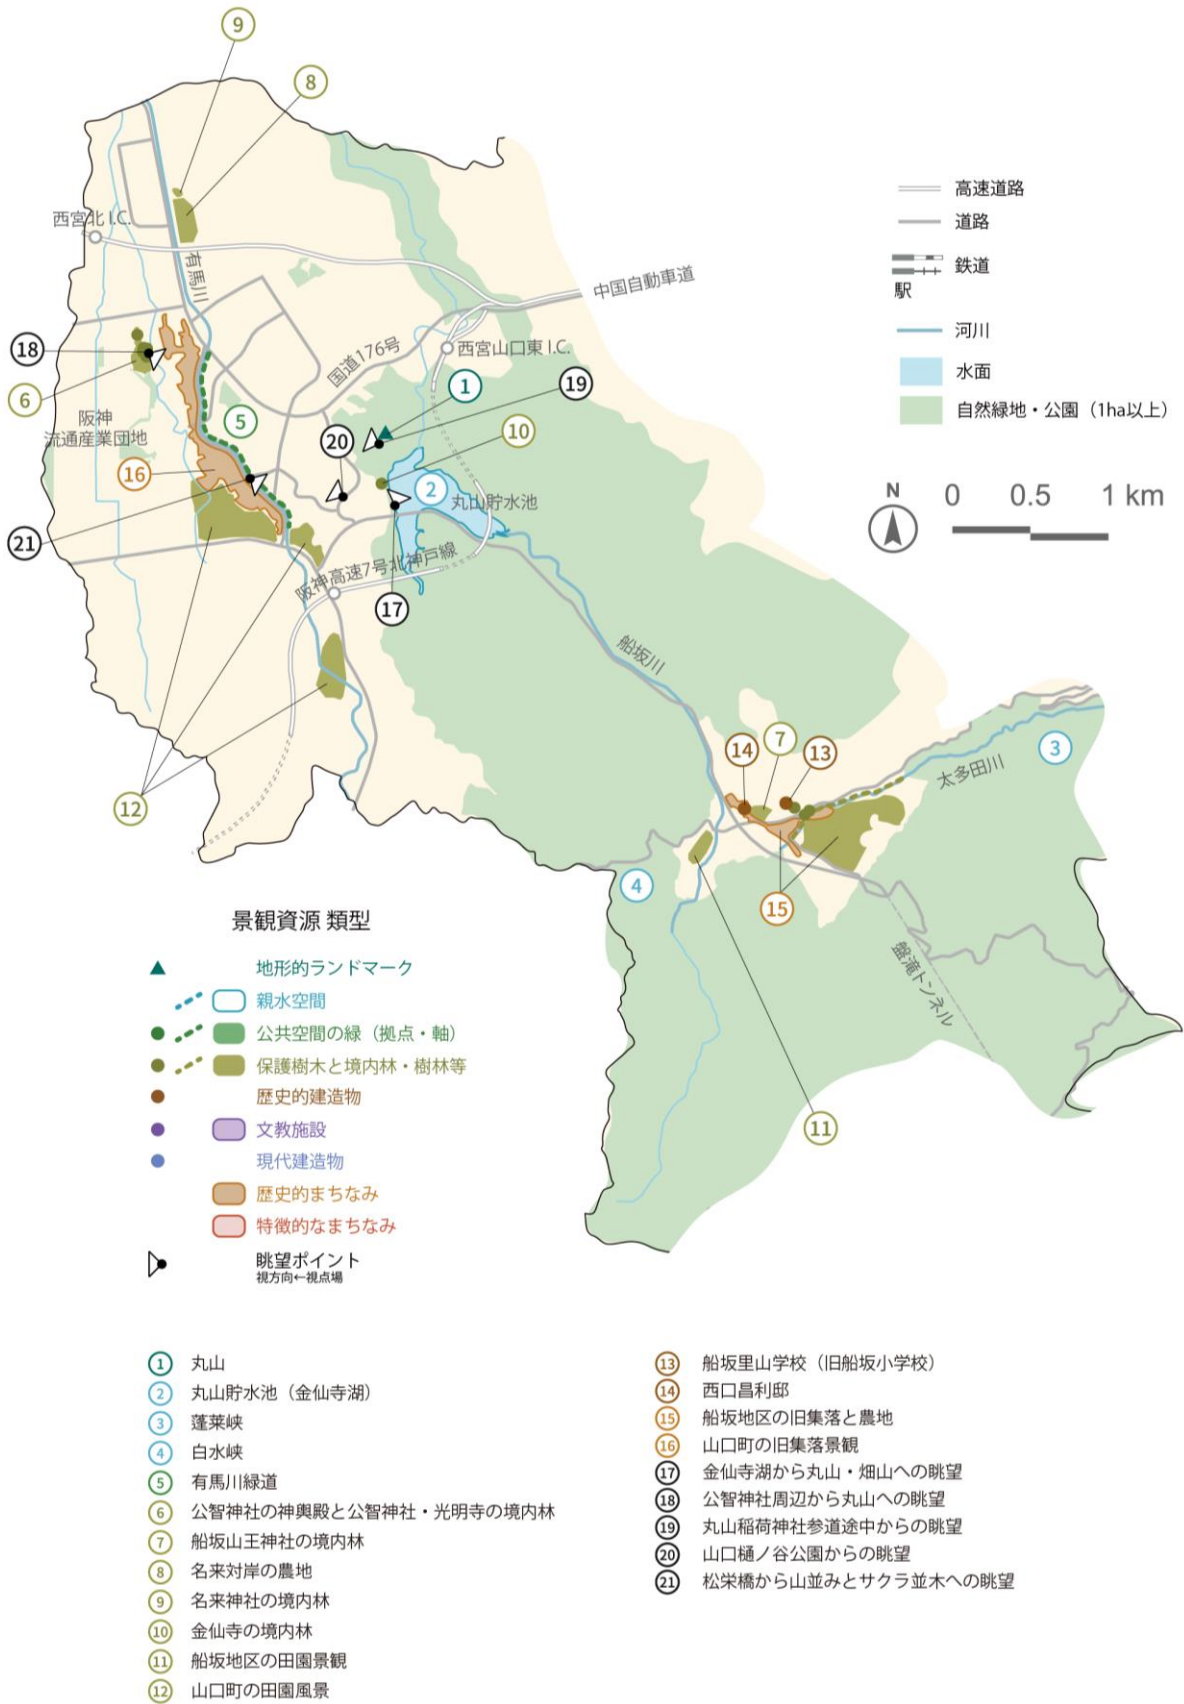 9
8
西宮北I.C.
有馬川
中国自動車道
国道176号
西宮山口東I.C.
18
6
阪神
流通産業団地
5
1
19
20
10
16
2
丸山貯水池
21
阪神高速7号北神戸線
17
船坂川
12
14
7
13
3
太多田川
4
15
盤滝トンネル
11
高速道路
道路
鉄道
駅
河川
水面
自然緑地・公園（1ha以上）
N
0 0.5 1 km
景観資源 類型
地形的ランドマーク
親水空間
公共空間の緑（拠点・軸）
保護樹木と境内林・樹林等
歴史的建造物
文教施設
現代建造物
歴史的まちなみ
特徴的なまちなみ
眺望ポイント
視方向←視点場
1 丸山
2 丸山貯水池（金仙寺湖）
3 蓬莱峡
4 白水峡
5 有馬川緑道
6 公智神社の神輿殿と公智神社・光明寺の境内林
7 船坂山王神社の境内林
8 名来対岸の農地
9 名来神社の境内林
10 金仙寺の境内林
11 船坂地区の田園景観
12 山口町の田園風景
13 船坂里山学校（旧船坂小学校）
14 西口昌利邸
15 船坂地区の旧集落と農地
16 山口町の旧集落景観
17 金仙寺湖から丸山・畑山への眺望
18 公智神社周辺から丸山への眺望
19 丸山稲荷神社参道途中からの眺望
20 山口樋ノ谷公園からの眺望
21 松栄橋から山並みとサクラ並木への眺望